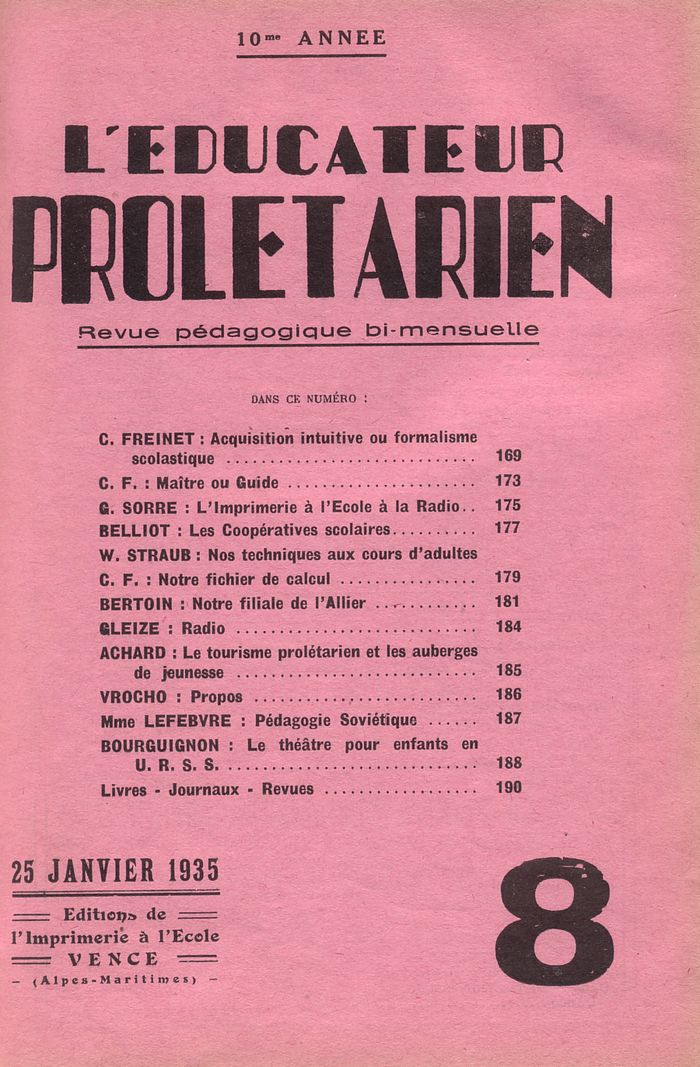 10me ANNEE
L'EDUCATEUR
PROLETARIEN
Revue pédagogique bi-mensuelle
DANS CE NUMÉRO :
C. FREINET : Acquisition intuitive ou formalisme
scolastique .............................. 169
C. F. : Maître ou Guide ....................... 173
G. SORRE : L'Imprimerie à l'Ecole à la Radio.. 175
BELLIOT : Les Coopératives scolaires.......... 177
W. STRAUB : Nos techniques aux cours d'adultes
C. F. : Notre fichier de calcul ................ 179
BERTOIN : Notre filiale de l'Allier ............ 181
GLEIZE : Radio ............................. 184
ACHARD : Le tourisme prolétarien et les auberges
de jeunesse .............................. 185
VROCHO : Propos ........................... 186
Mme LEFEBVRE : Pédagogie Soviétique ...... 187
BOURGUIGNON : Le théâtre pour enfants en
U. R. S. S. .............................. 188
Livres - Journaux - Revues .................. 190
25 JANVIER 1935
Editions de
l'Imprimerie à l'Ecole
VENCE
- (Alpes-Maritimes) -
8